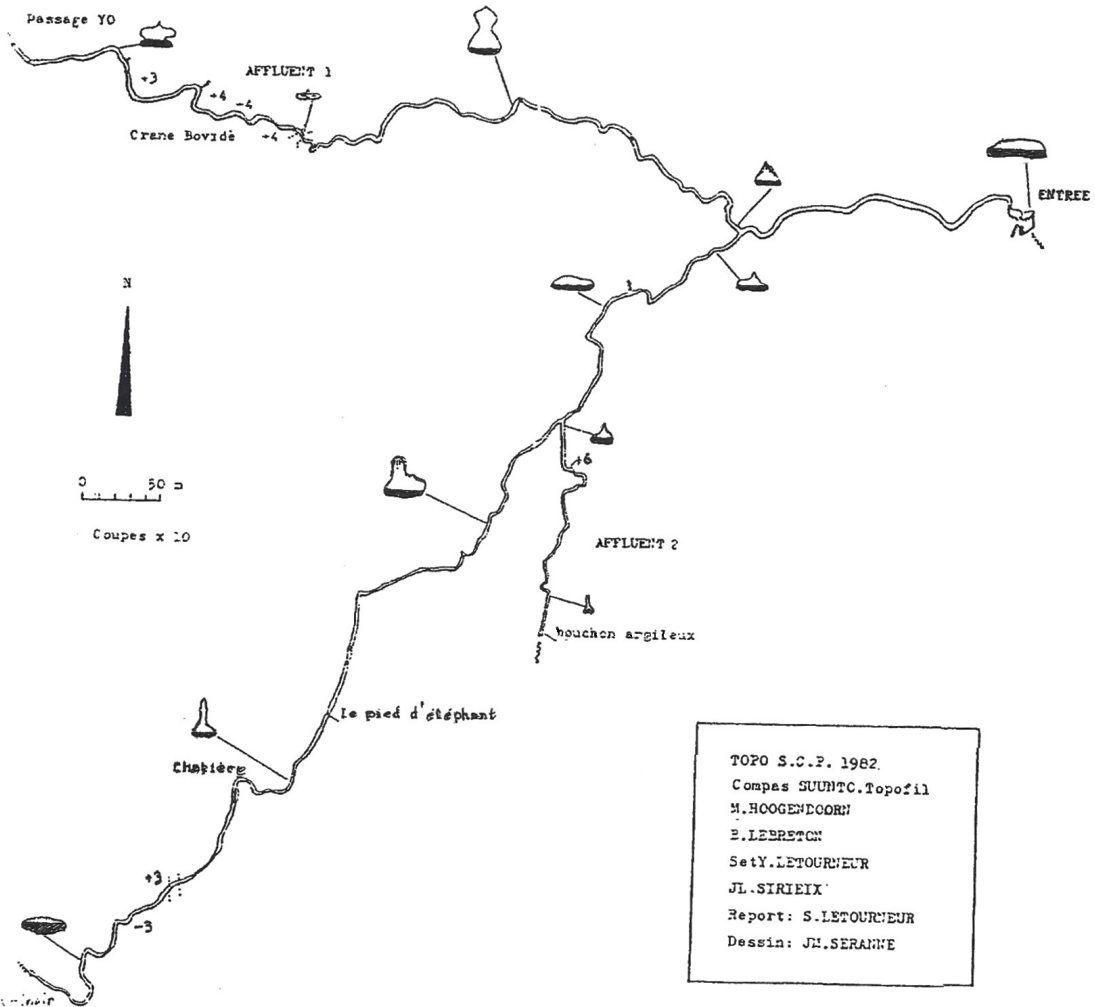 Passage YO
+3
AFFLUENT 1
+4
-4
Crane Bovidè
+4
ENTREE
N
1
+6
0 50 m
Coupes x 10
AFFLUENT 2
bouchon argileux
Le pied d'éléphant
Chatière
+3
-3
TOPO S.C.P. 1982.
Compas SUUNTO.Topofil
M.HOOGENDOORN
B.LEBRETON
SetY.LETOURNEUR
JL.SIRIEIX
Report: S.LETOURNEUR
Dessin: JM.SERANNE